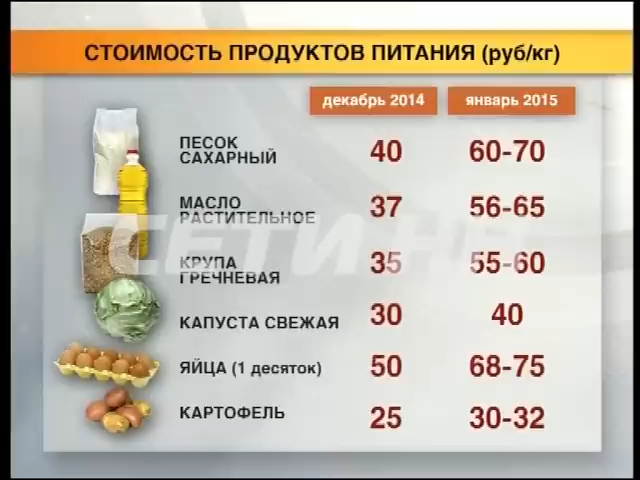 СТОИМОСТЬ ПРОДУКТОВ ПИТАНИЯ (руб/кг)
декабрь 2014 январь 2015
ПЕСОК
САХАРНЫЙ 40 60-70
МАСЛО
РАСТИТЕЛЬНОЕ 37 56-65
СЕТИ НН
КРУПА
ГРЕЧНЕВАЯ 35 55-60
КАПУСТА СВЕЖАЯ 30 40
ЯЙЦА (1 десяток) 50 68-75
КАРТОФЕЛЬ 25 30-32